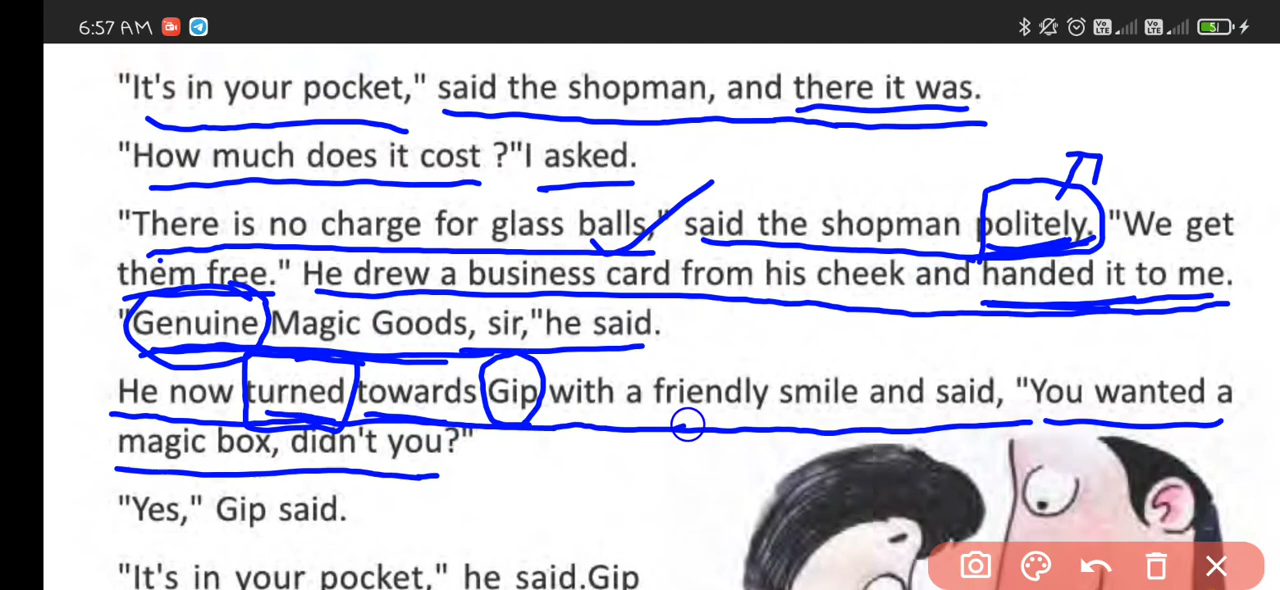 6:57 AM
51
"It's in your pocket," said the shopman, and there it was.
"How much does it cost ?"I asked.
"There is no charge for glass balls," said the shopman politely. "We get
them free." He drew a business card from his cheek and handed it to me.
"Genuine Magic Goods, sir,"he said.
He now turned towards Gip with a friendly smile and said, "You wanted a
magic box, didn't you?"
"Yes," Gip said.
"It's in your pocket," he said.Gip